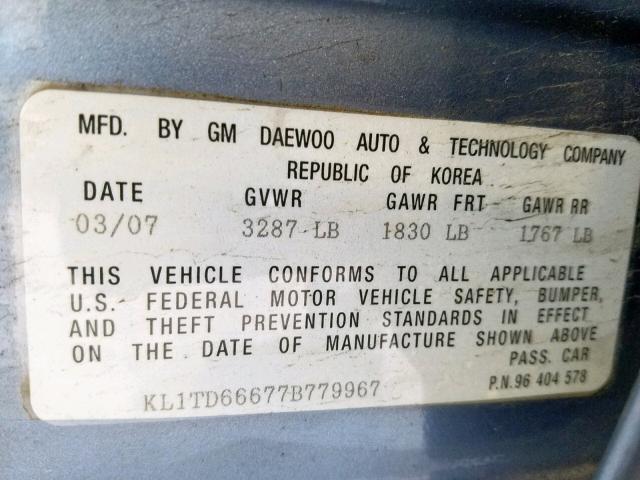 MFD. BY GM DAEWOO AUTO & TECHNOLOGY COMPANY
REPUBLIC OF KOREA
DATE GVWR GAWR FRT GAWR RR
03/07 3287 LB 1830 LB 1767 LB
THIS VEHICLE CONFORMS TO ALL APPLICABLE
U.S. FEDERAL MOTOR VEHICLE SAFETY, BUMPER,
AND THEFT PREVENTION STANDARDS IN EFFECT
ON THE DATE OF MANUFACTURE SHOWN ABOVE
PASS. CAR
KL1TD66677B779967 P.N.96 404 578